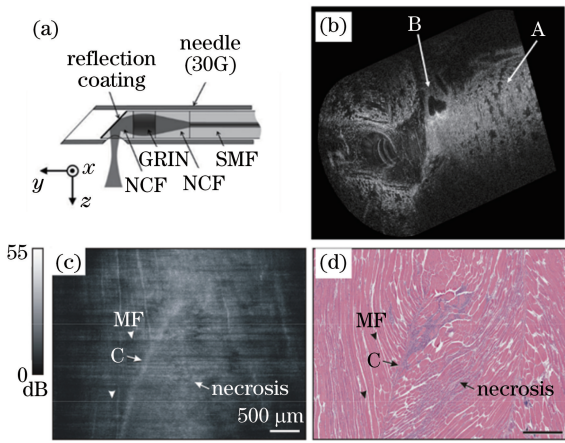 (a)
needle
(30G)
reflection
coating
GRIN
SMF
NCF
NCF
x
y
z
(b)
B
A
55
0
dB
(c)
MF
C
necrosis
500 μm
(d)
MF
C
necrosis